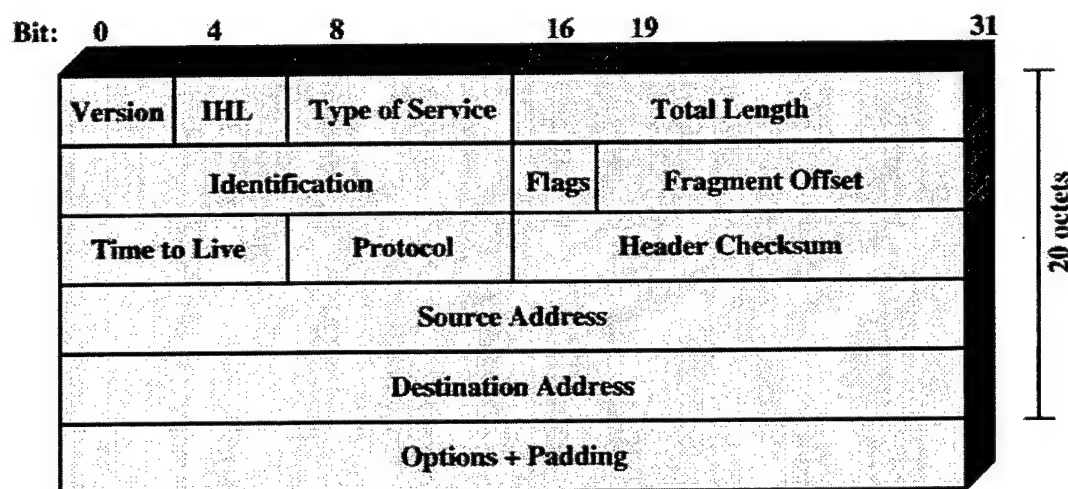 Bit: 0 4 8 16 19 31
Version IHL Type of Service Total Length
Identification Flags Fragment Offset
Time to Live Protocol Header Checksum
Source Address
Destination Address
Options + Padding
20 octets